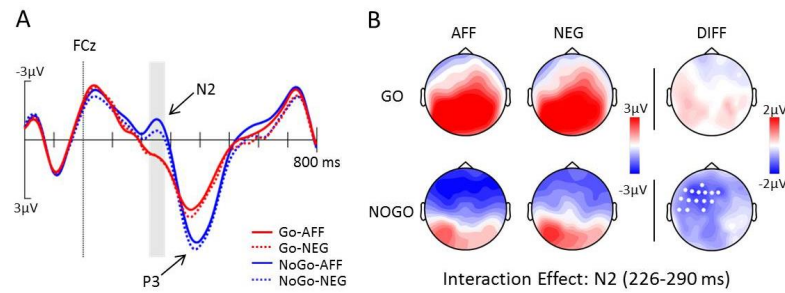 A
FCz
-3μV
N2
800 ms
3μV
P3
Go-AFF
Go-NEG
NoGo-AFF
NoGo-NEG
B
AFF NEG DIFF
GO
3μV
-3μV
2μV
-2μV
NOGO
Interaction Effect: N2 (226-290 ms)